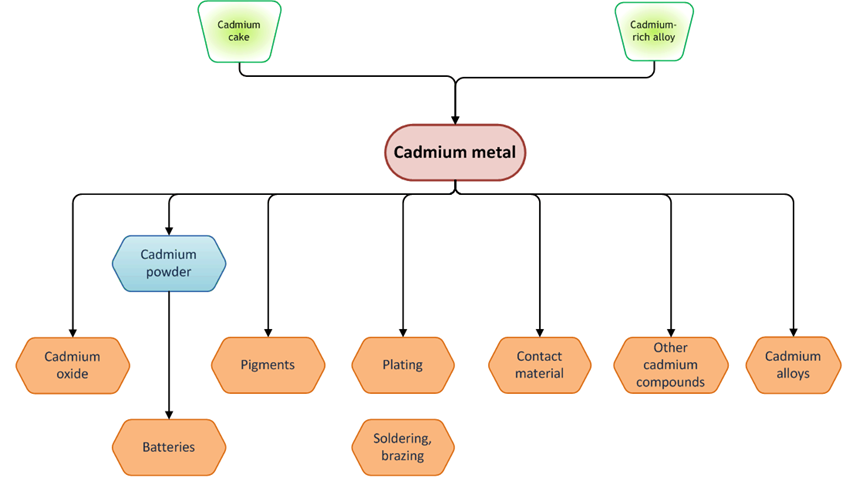 Cadmium
cake
Cadmium-
rich alloy
Cadmium metal
Cadmium
powder
Cadmium
oxide
Pigments
Plating
Contact
material
Other
cadmium
compounds
Cadmium
alloys
Batteries
Soldering,
brazing